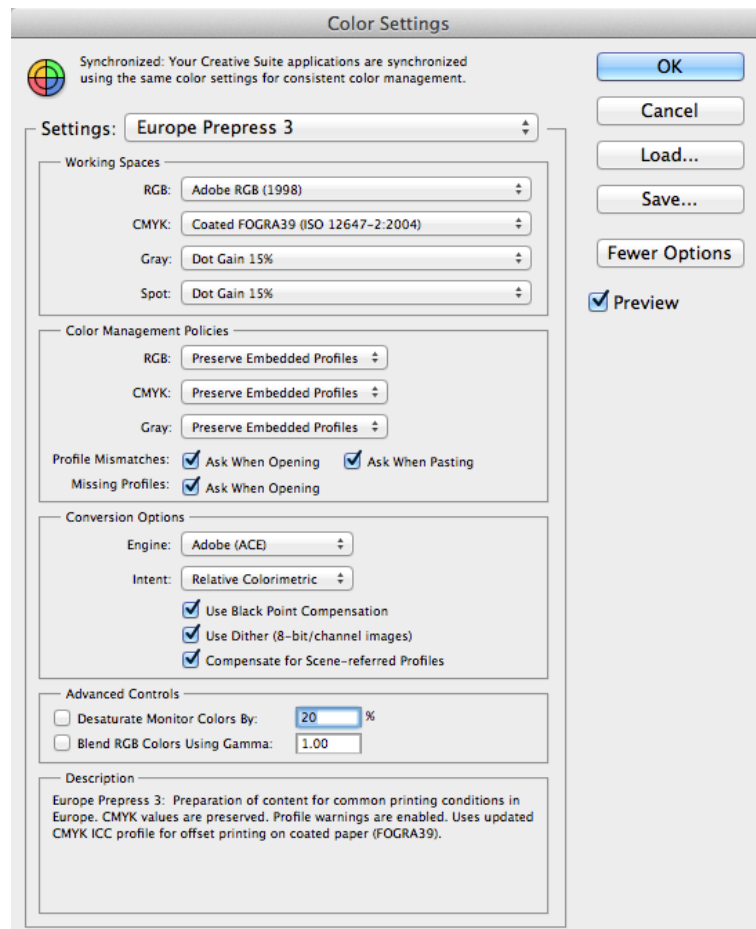 Color Settings
Synchronized: Your Creative Suite applications are synchronized
using the same color settings for consistent color management.
OK
Cancel
Load...
Save...
Fewer Options
Preview
Settings: Europe Prepress 3
Working Spaces
RGB: Adobe RGB (1998)
CMYK: Coated FOGRA39 (ISO 12647-2:2004)
Gray: Dot Gain 15%
Spot: Dot Gain 15%
Color Management Policies
RGB: Preserve Embedded Profiles
CMYK: Preserve Embedded Profiles
Gray: Preserve Embedded Profiles
Profile Mismatches: Ask When Opening Ask When Pasting
Missing Profiles: Ask When Opening
Conversion Options
Engine: Adobe (ACE)
Intent: Relative Colorimetric
Use Black Point Compensation
Use Dither (8-bit/channel images)
Compensate for Scene-referred Profiles
Advanced Controls
Desaturate Monitor Colors By: 20 %
Blend RGB Colors Using Gamma: 1.00
Description
Europe Prepress 3: Preparation of content for common printing conditions in
Europe. CMYK values are preserved. Profile warnings are enabled. Uses updated
CMYK ICC profile for offset printing on coated paper (FOGRA39).